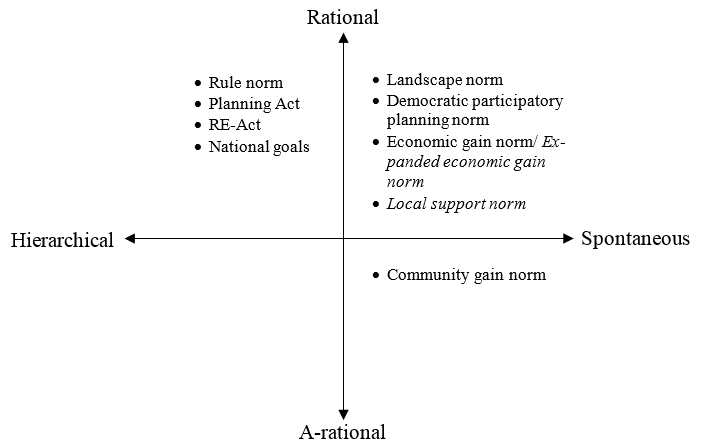 Rational
• Rule norm
• Planning Act
• RE-Act
• National goals
• Landscape norm
• Democratic participatory
planning norm
• Economic gain norm/ Ex-
panded economic gain
norm
• Local support norm
Hierarchical
Spontaneous
• Community gain norm
A-rational